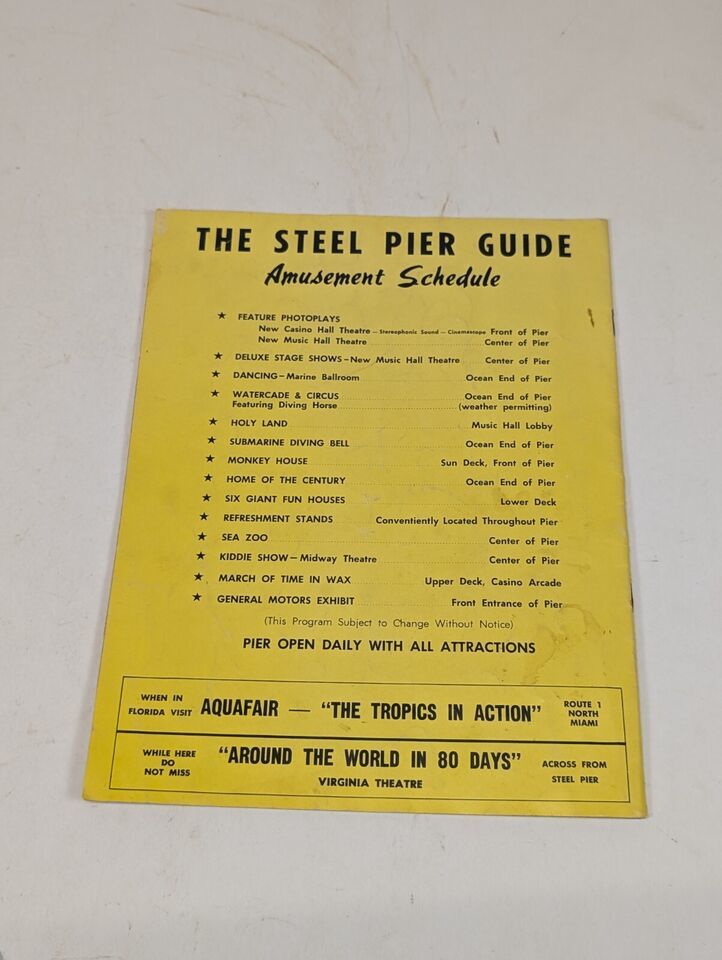 THE STEEL PIER GUIDE
Amusement Schedule
★ FEATURE PHOTOPLAYS
New Casino Hall Theatre – Stereophonic Sound – Cinemascope Front of Pier
New Music Hall Theatre Center of Pier
★ DELUXE STAGE SHOWS–New Music Hall Theatre Center of Pier
★ DANCING–Marine Ballroom Ocean End of Pier
★ WATERCADE & CIRCUS Ocean End of Pier
Featuring Diving Horse (weather permitting)
★ HOLY LAND Music Hall Lobby
★ SUBMARINE DIVING BELL Ocean End of Pier
★ MONKEY HOUSE Sun Deck, Front of Pier
★ HOME OF THE CENTURY Ocean End of Pier
★ SIX GIANT FUN HOUSES Lower Deck
★ REFRESHMENT STANDS Conventiently Located Throughout Pier
★ SEA ZOO Center of Pier
★ KIDDIE SHOW–Midway Theatre Center of Pier
★ MARCH OF TIME IN WAX Upper Deck, Casino Arcade
★ GENERAL MOTORS EXHIBIT Front Entrance of Pier
(This Program Subject to Change Without Notice)
PIER OPEN DAILY WITH ALL ATTRACTIONS
WHEN IN
FLORIDA VISIT
AQUAFAIR — "THE TROPICS IN ACTION"
ROUTE 1
NORTH
MIAMI
WHILE HERE
DO
NOT MISS
"AROUND THE WORLD IN 80 DAYS"
VIRGINIA THEATRE
ACROSS FROM
STEEL PIER